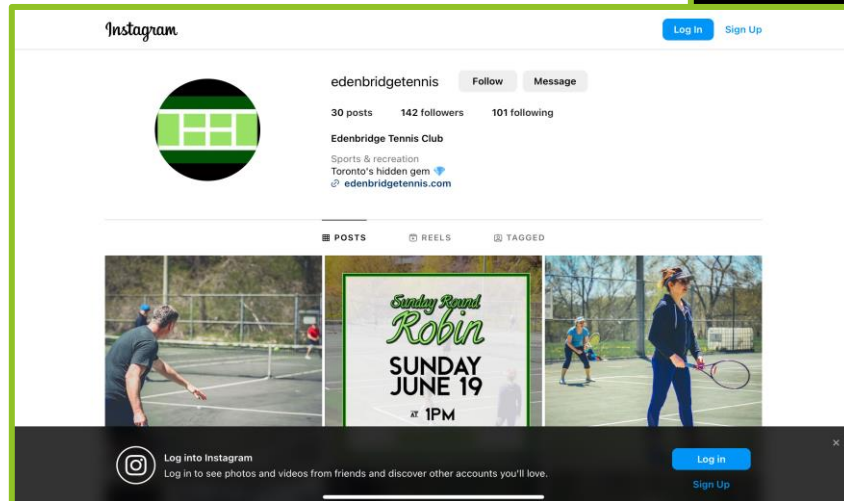 Instagram
Log In Sign Up
edenbridgetennis Follow Message
30 posts 142 followers 101 following
Edenbridge Tennis Club
Sports & recreation
Toronto's hidden gem 💎
edenbridgetennis.com
POSTS REELS TAGGED
Sunday Round
Robin
SUNDAY
JUNE 19
AT 1PM
Log into Instagram
Log in to see photos and videos from friends and discover other accounts you'll love.
Log in
Sign Up